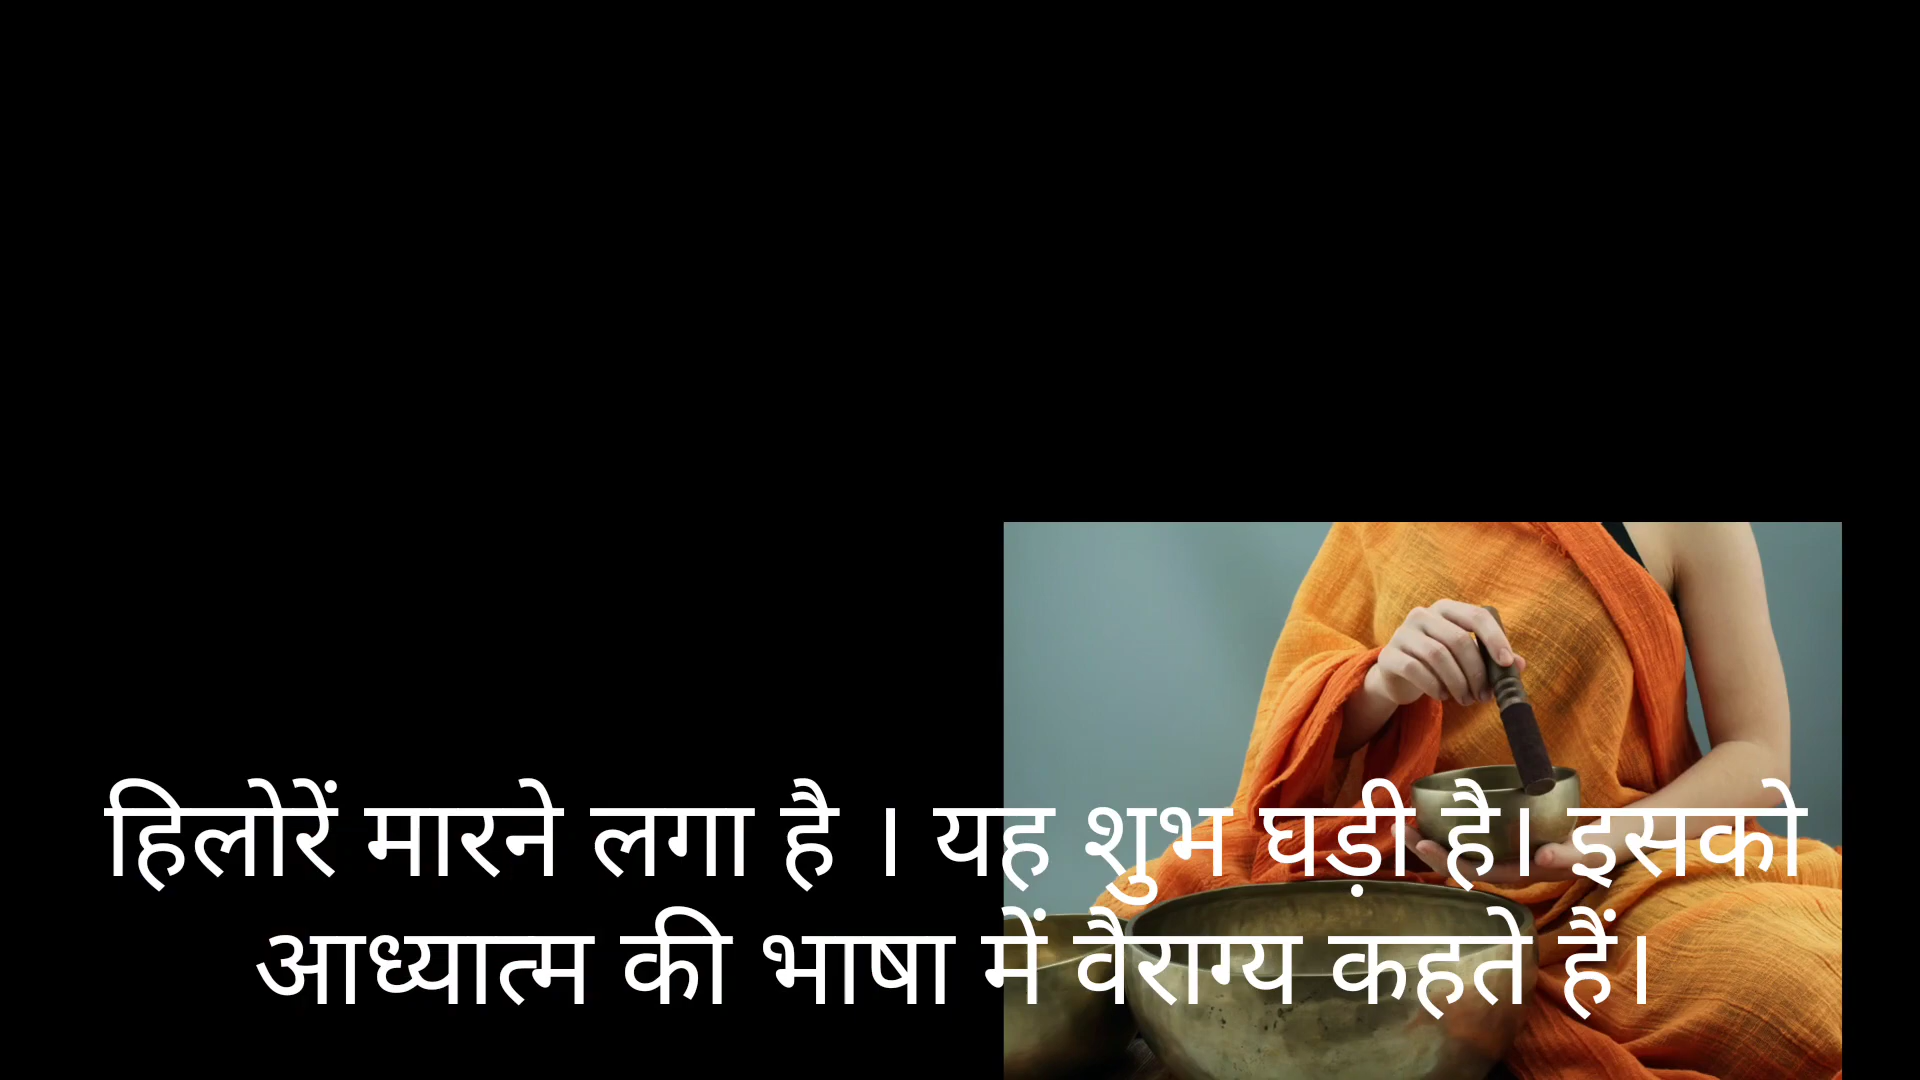 हिलोरें मारने लगा है । यह शुभ घड़ी है। इसको
आध्यात्म की भाषा में वैराग्य कहते हैं।